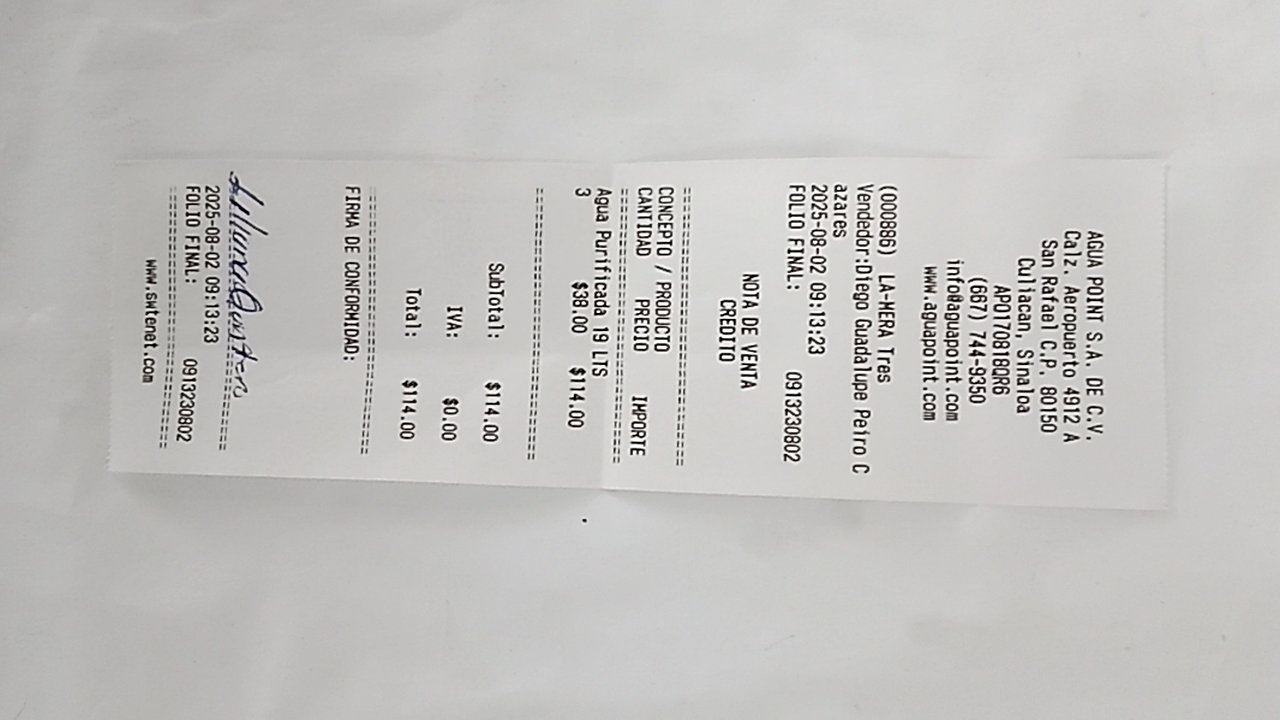 AGUA POINT S.A. DE C.V.
Calz. Aeropuerto 4912 A
San Rafael C.P. 80150
Culiacan, Sinaloa
APO170818QR6
(667) 744-9350
info@aguapoint.com
www.aguapoint.com
(000886) LA-MERA Tres
Vendedor:Diego Guadalupe Peiro C
azares
2025-08-02 09:13:23
FOLIO FINAL: 0913230802
NOTA DE VENTA
CREDITO
================================
CONCEPTO / PRODUCTO
CANTIDAD PRECIO IMPORTE
================================
Agua Purificada 19 LTS
3 $38.00 $114.00
================================
SubTotal: $114.00
IVA: $0.00
Total: $114.00
================================
FIRMA DE CONFORMIDAD:
================================
2025-08-02 09:13:23
FOLIO FINAL: 0913230802
================================
www.swtenet.com